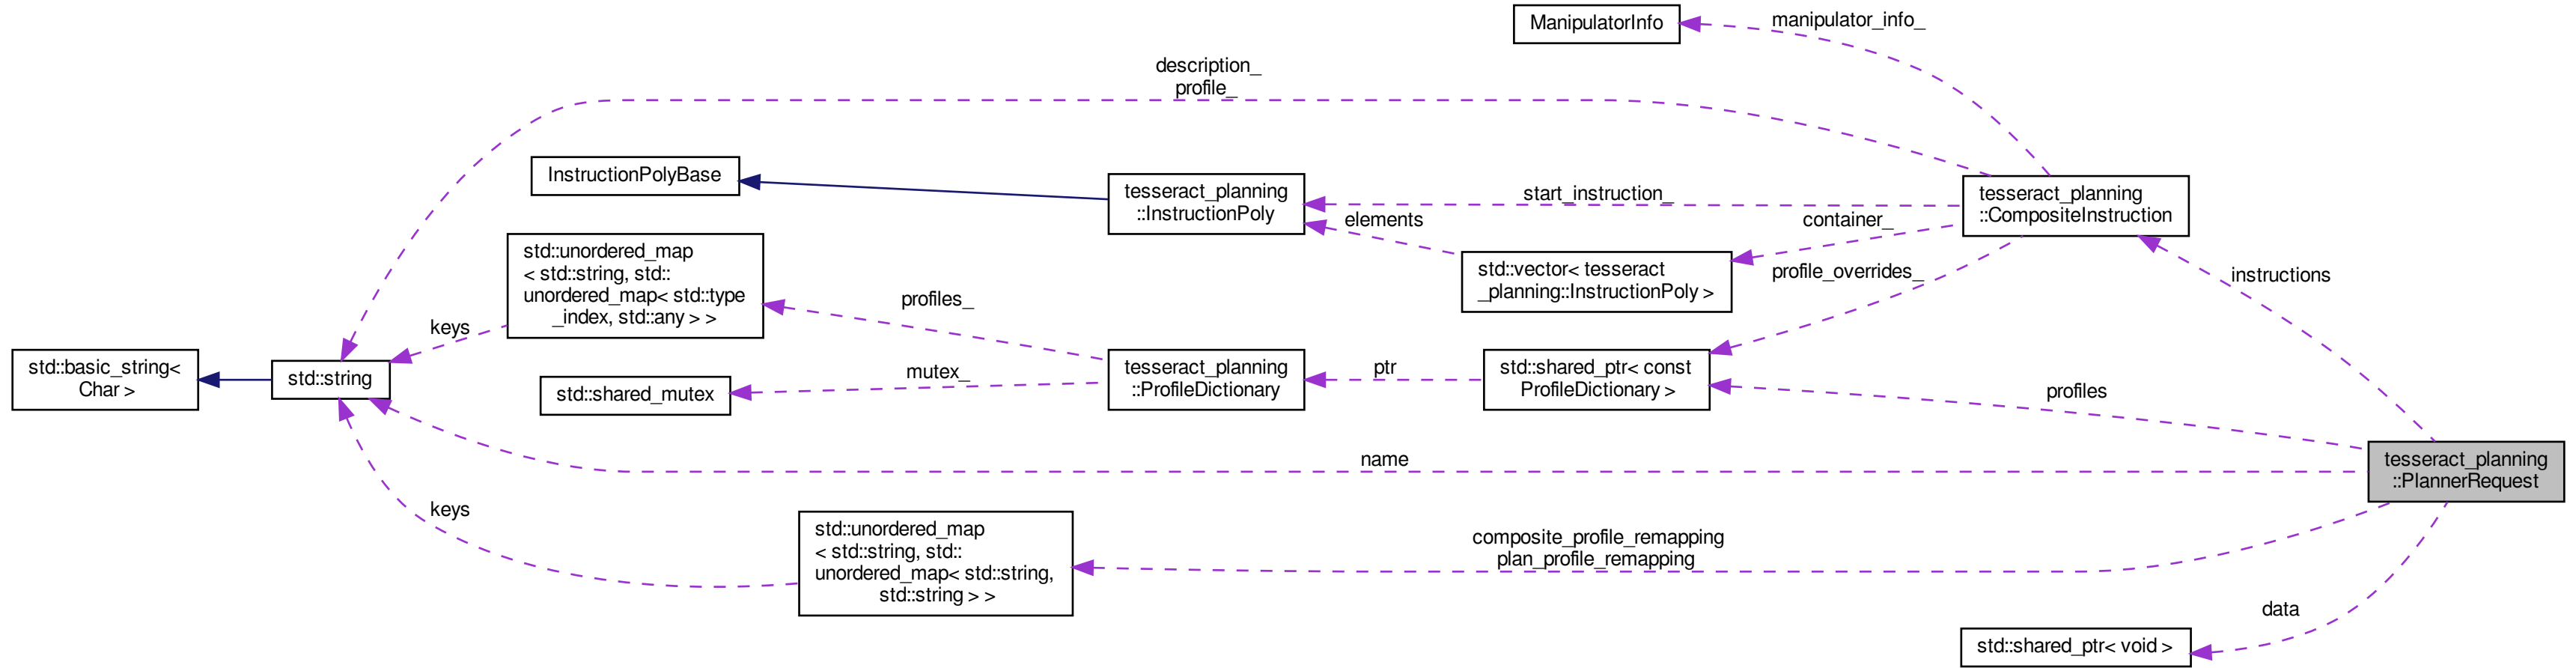 ManipulatorInfo
manipulator_info_
description_
profile_
InstructionPolyBase
tesseract_planning
::InstructionPoly
start_instruction_
tesseract_planning
::CompositeInstruction
elements
container_
std::unordered_map
< std::string, std::
unordered_map< std::type
_index, std::any > >
std::vector< tesseract
_planning::InstructionPoly >
profile_overrides_
instructions
profiles_
keys
std::basic_string<
Char >
std::string
std::shared_mutex
mutex_
tesseract_planning
::ProfileDictionary
ptr
std::shared_ptr< const
ProfileDictionary >
profiles
name
tesseract_planning
::PlannerRequest
keys
std::unordered_map
< std::string, std::
unordered_map< std::string,
std::string > >
composite_profile_remapping
plan_profile_remapping
data
std::shared_ptr< void >